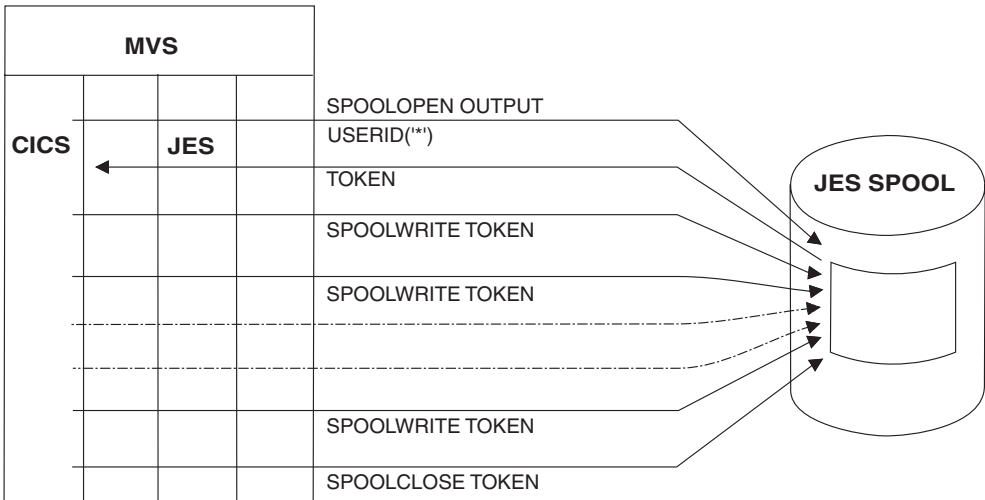 MVS
CICS
JES
SPOOLOPEN OUTPUT
USERID('*')
TOKEN
SPOOLWRITE TOKEN
SPOOLWRITE TOKEN
SPOOLWRITE TOKEN
SPOOLCLOSE TOKEN
JES SPOOL